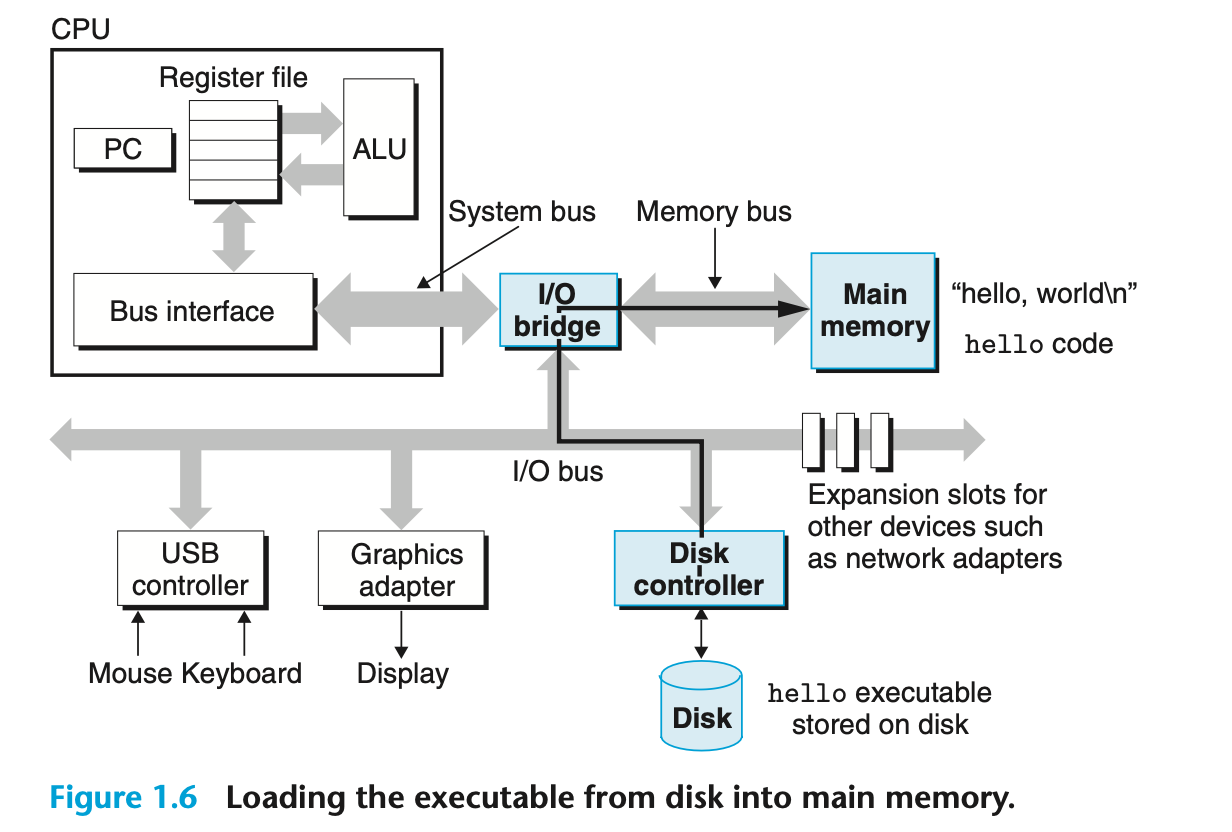 CPU
Register file
PC
ALU
System bus
Memory bus
Bus interface
I/O
bridge
Main
memory
“hello, world\n”
hello code
I/O bus
Expansion slots for
other devices such
as network adapters
USB
controller
Graphics
adapter
Disk
controller
Mouse Keyboard
Display
Disk
hello executable
stored on disk
Figure 1.6 Loading the executable from disk into main memory.